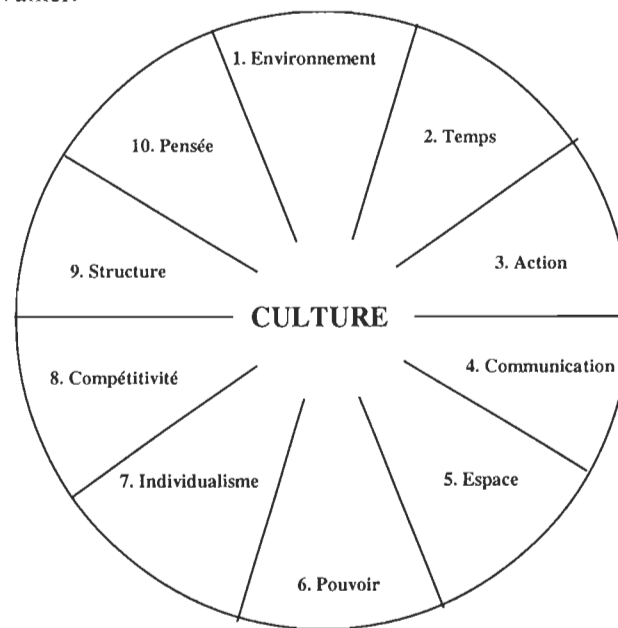 1. Environnement
2. Temps
3. Action
4. Communication
5. Espace
6. Pouvoir
7. Individualisme
8. Compétitivité
9. Structure
10. Pensée
CULTURE